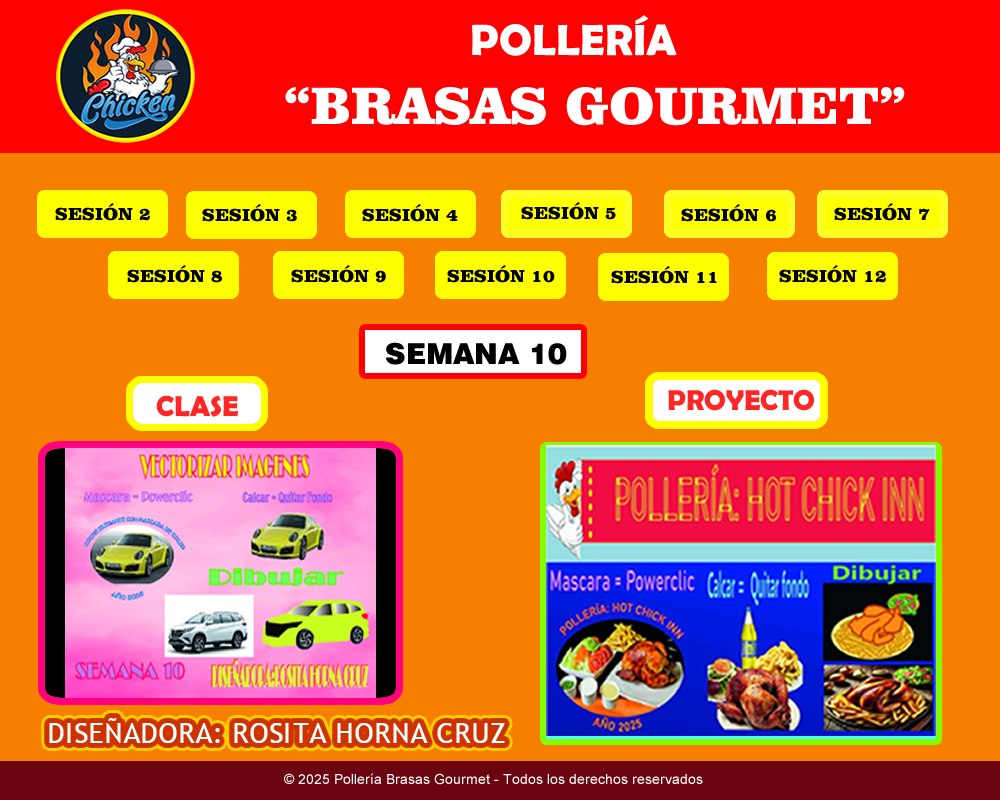 Chicken
POLLERÍA
“BRASAS GOURMET”
SESIÓN 2
SESIÓN 3
SESIÓN 4
SESIÓN 5
SESIÓN 6
SESIÓN 7
SESIÓN 8
SESIÓN 9
SESIÓN 10
SESIÓN 11
SESIÓN 12
SEMANA 10
CLASE
PROYECTO
VECTORIZAR IMAGENES
Mascara = Powerclic
Calcar = Quitar Fondo
AÑO 2025
Dibujar
SEMANA 10
DISEÑADORA:ROSITA HORNA CRUZ
POLLERÍA: HOT CHICK INN
Mascara = Powerclic
Calcar = Quitar fondo
Dibujar
POLLERÍA: HOT CHICK INN
AÑO 2025
DISEÑADORA: ROSITA HORNA CRUZ
© 2025 Pollería Brasas Gourmet - Todos los derechos reservados